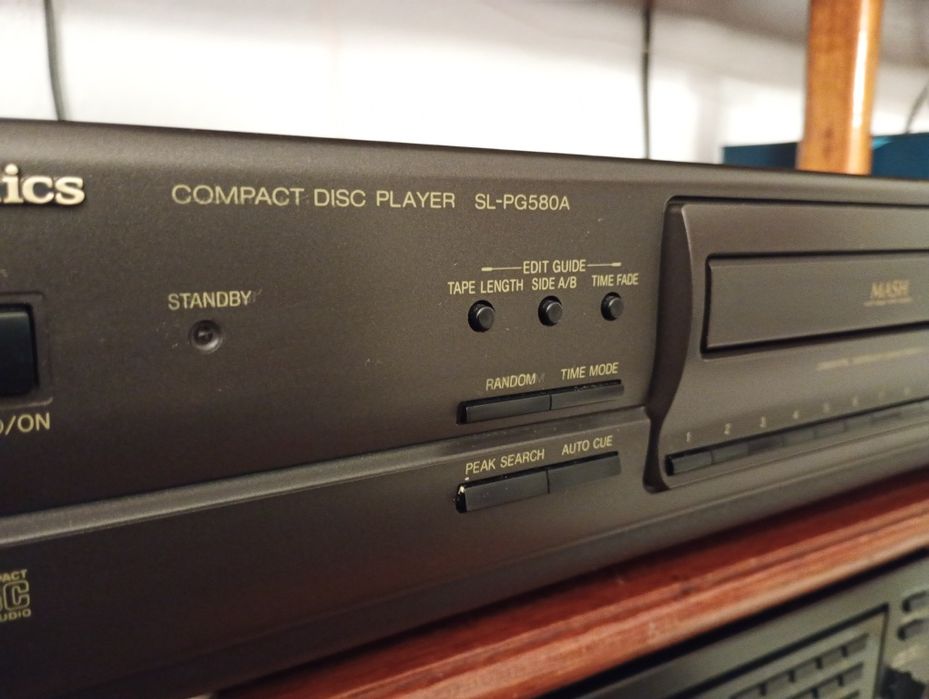 ics
COMPACT DISC PLAYER SL-PG580A
EDIT GUIDE
TAPE LENGTH SIDE A/B TIME FADE
STANDBY
MASH
RANDOM TIME MODE
/ON
1 2 3 4 5 6 7
PEAK SEARCH AUTO CUE